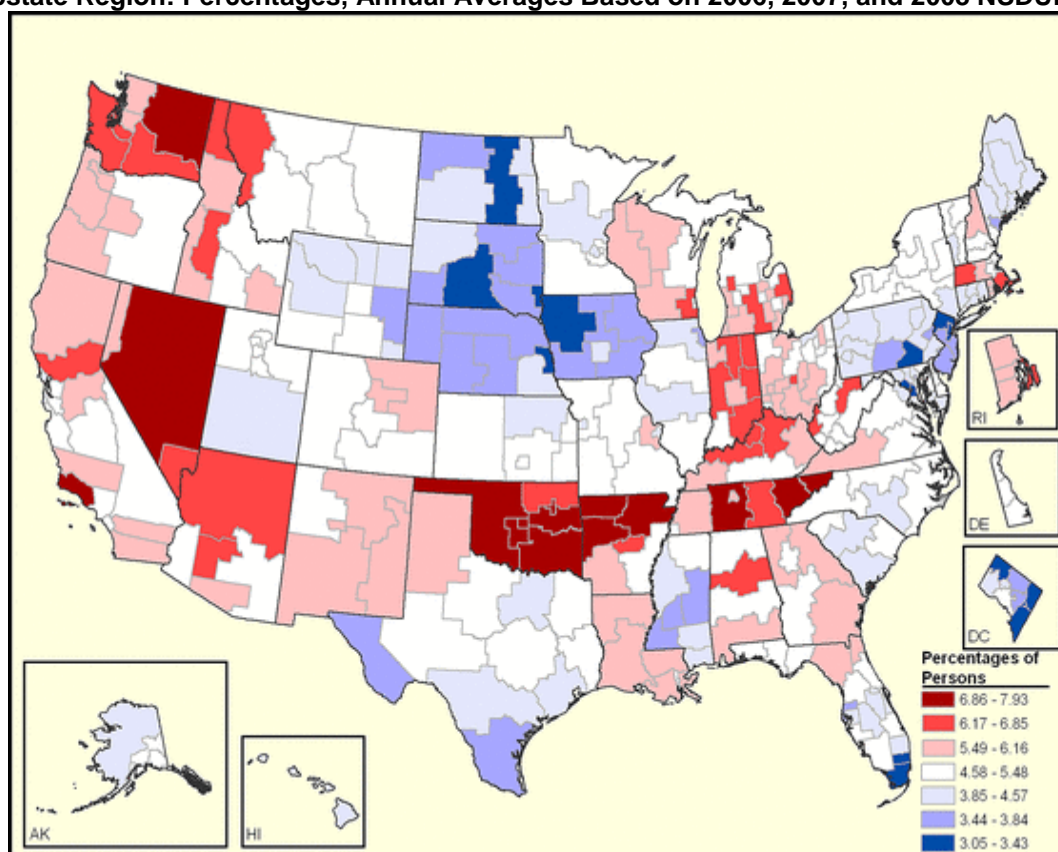 Region: Percentages, Annual Averages Based on 2006, 2007, and 2008
RI
DE
DC
Percentages of
Persons
6.86 - 7.93
6.17 - 6.85
5.49 - 6.16
4.58 - 5.48
3.85 - 4.57
3.44 - 3.84
3.05 - 3.43
AK
HI